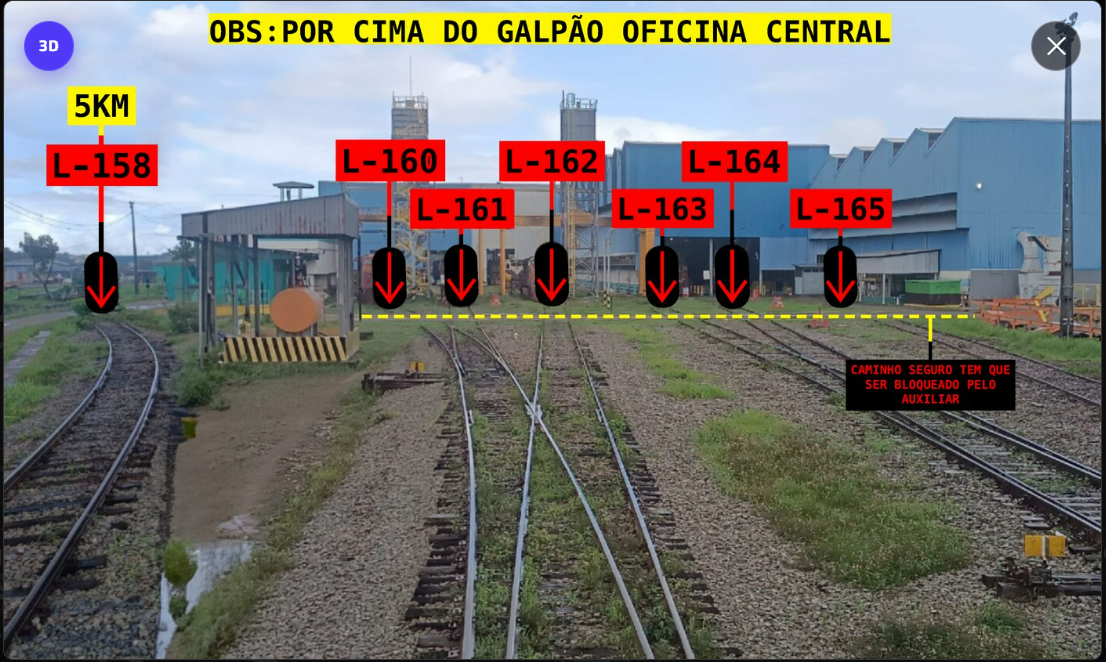 OBS:POR CIMA DO GALPÃO OFICINA CENTRAL
3D
5KM
L-158
L-160
L-161
L-162
L-163
L-164
L-165
CAMINHO SEGURO TEM QUE
SER BLOQUEADO PELO
AUXILIAR